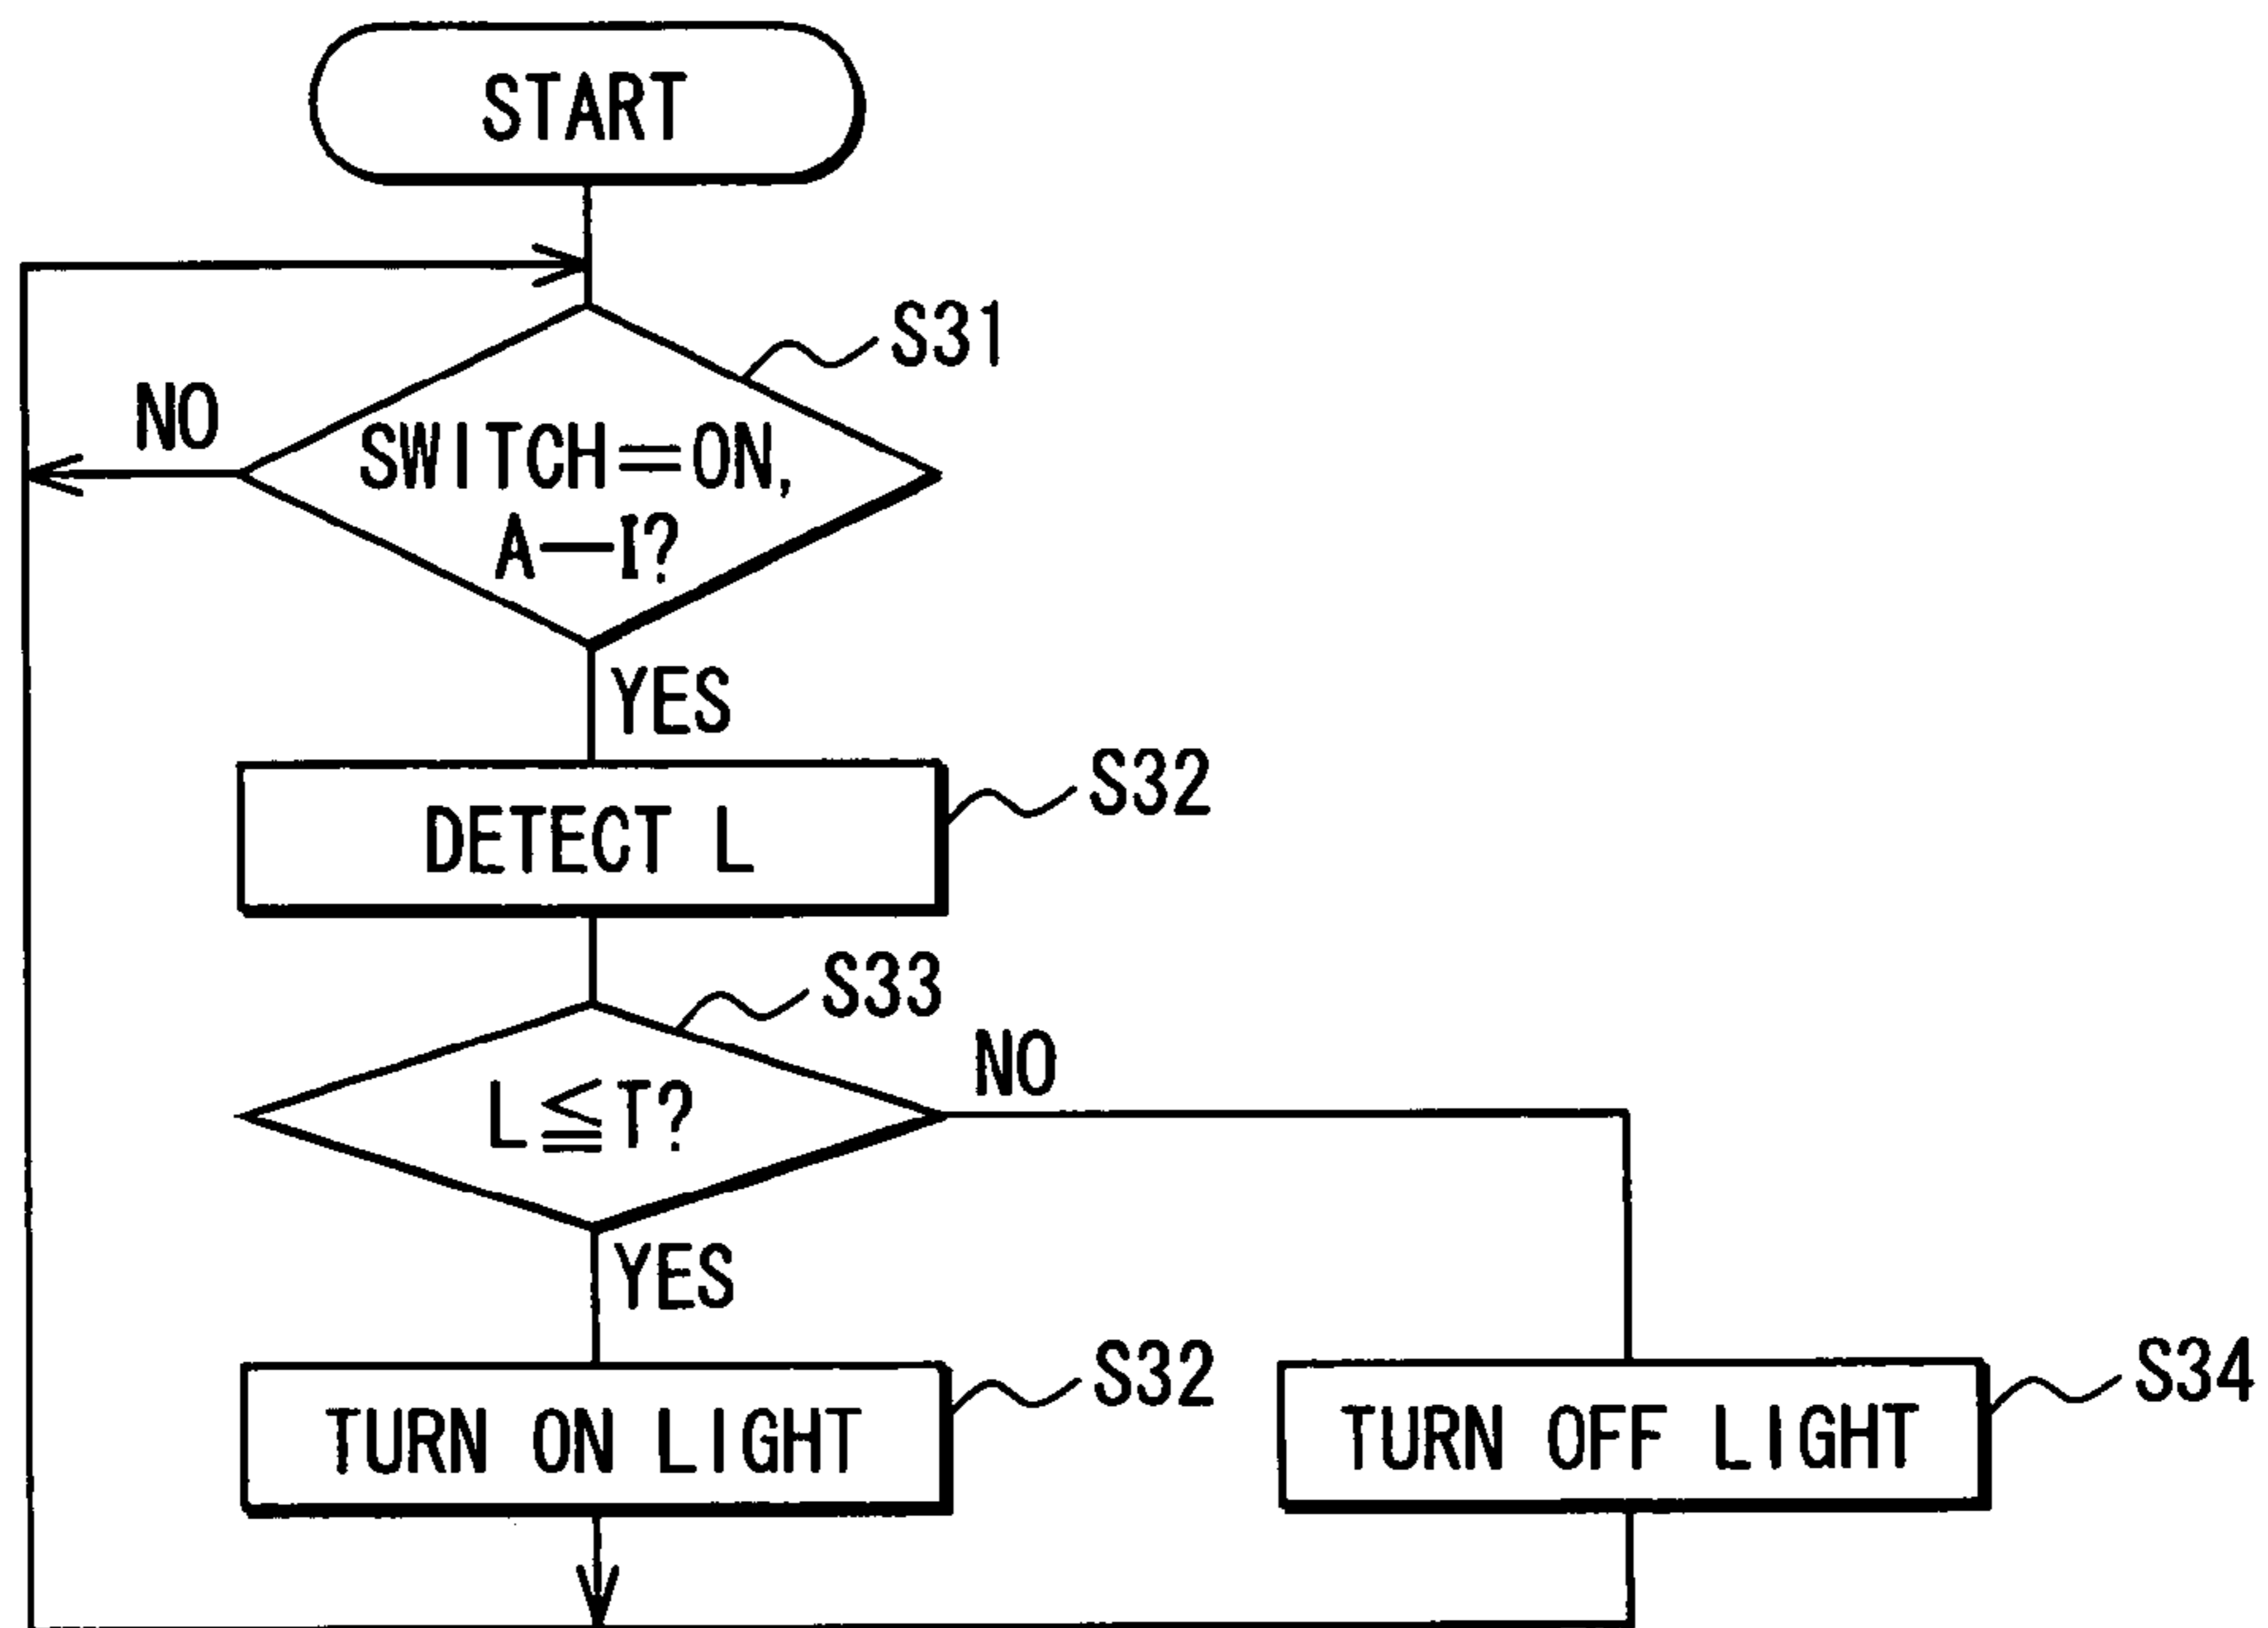 START
S31
NO
SWITCH=ON,
A—I?
YES
S32
DETECT L
S33
NO
L≦T?
YES
S32
S34
TURN ON LIGHT
TURN OFF LIGHT